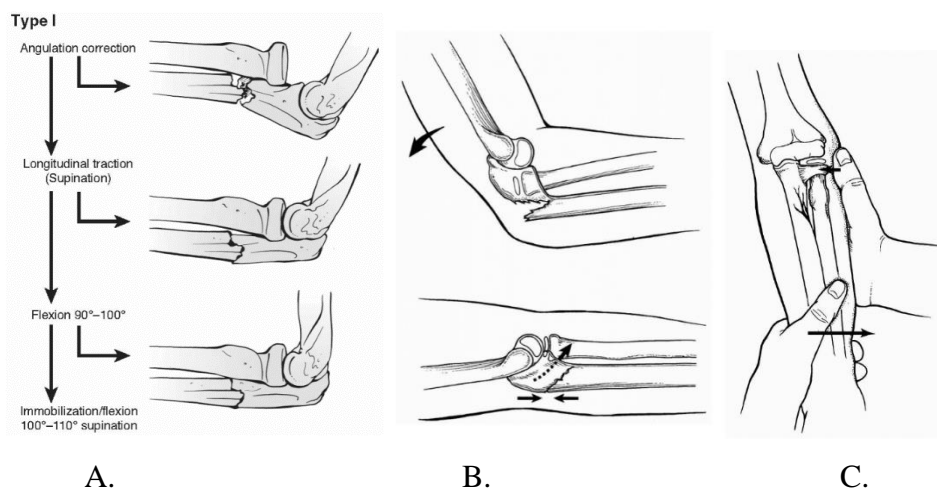 Type I
Angulation correction
Longitudinal traction
(Supination)
Flexion 90°–100°
Immobilization/flexion
100°–110° supination
A.
B.
C.